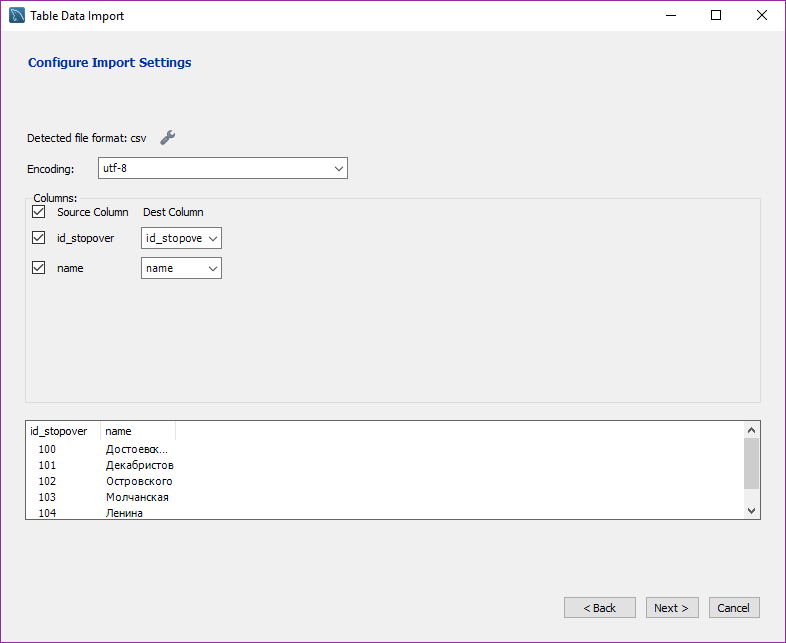 Table Data Import
Configure Import Settings
Detected file format: csv
Encoding: utf-8
Columns:
Source Column Dest Column
id_stopover id_stopove
name name
id_stopover name
100 Достоевск...
101 Декабристов
102 Островского
103 Молчанская
104 Ленина
< Back Next > Cancel